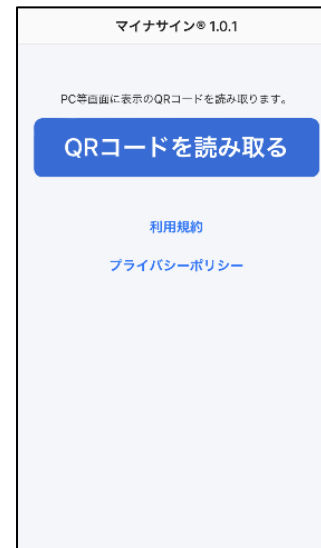 マイナサイン® 1.0.1
PC等画面に表示のQRコードを読み取ります。
QRコードを読み取る
利用規約
プライバシーポリシー